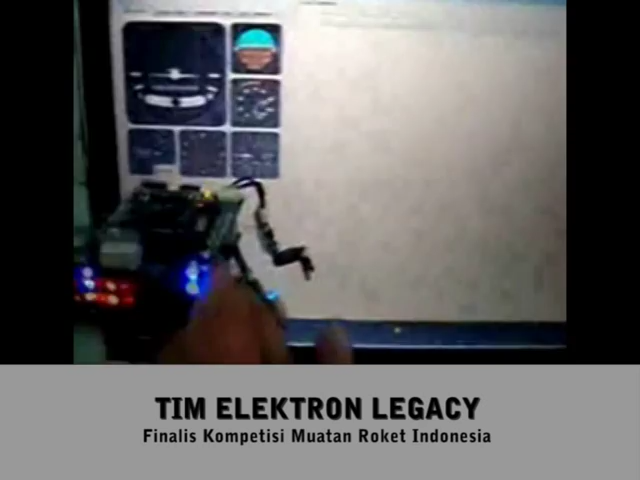 TIM ELEKTRON LEGACY
Finalis Kompetisi Muatan Roket Indonesia